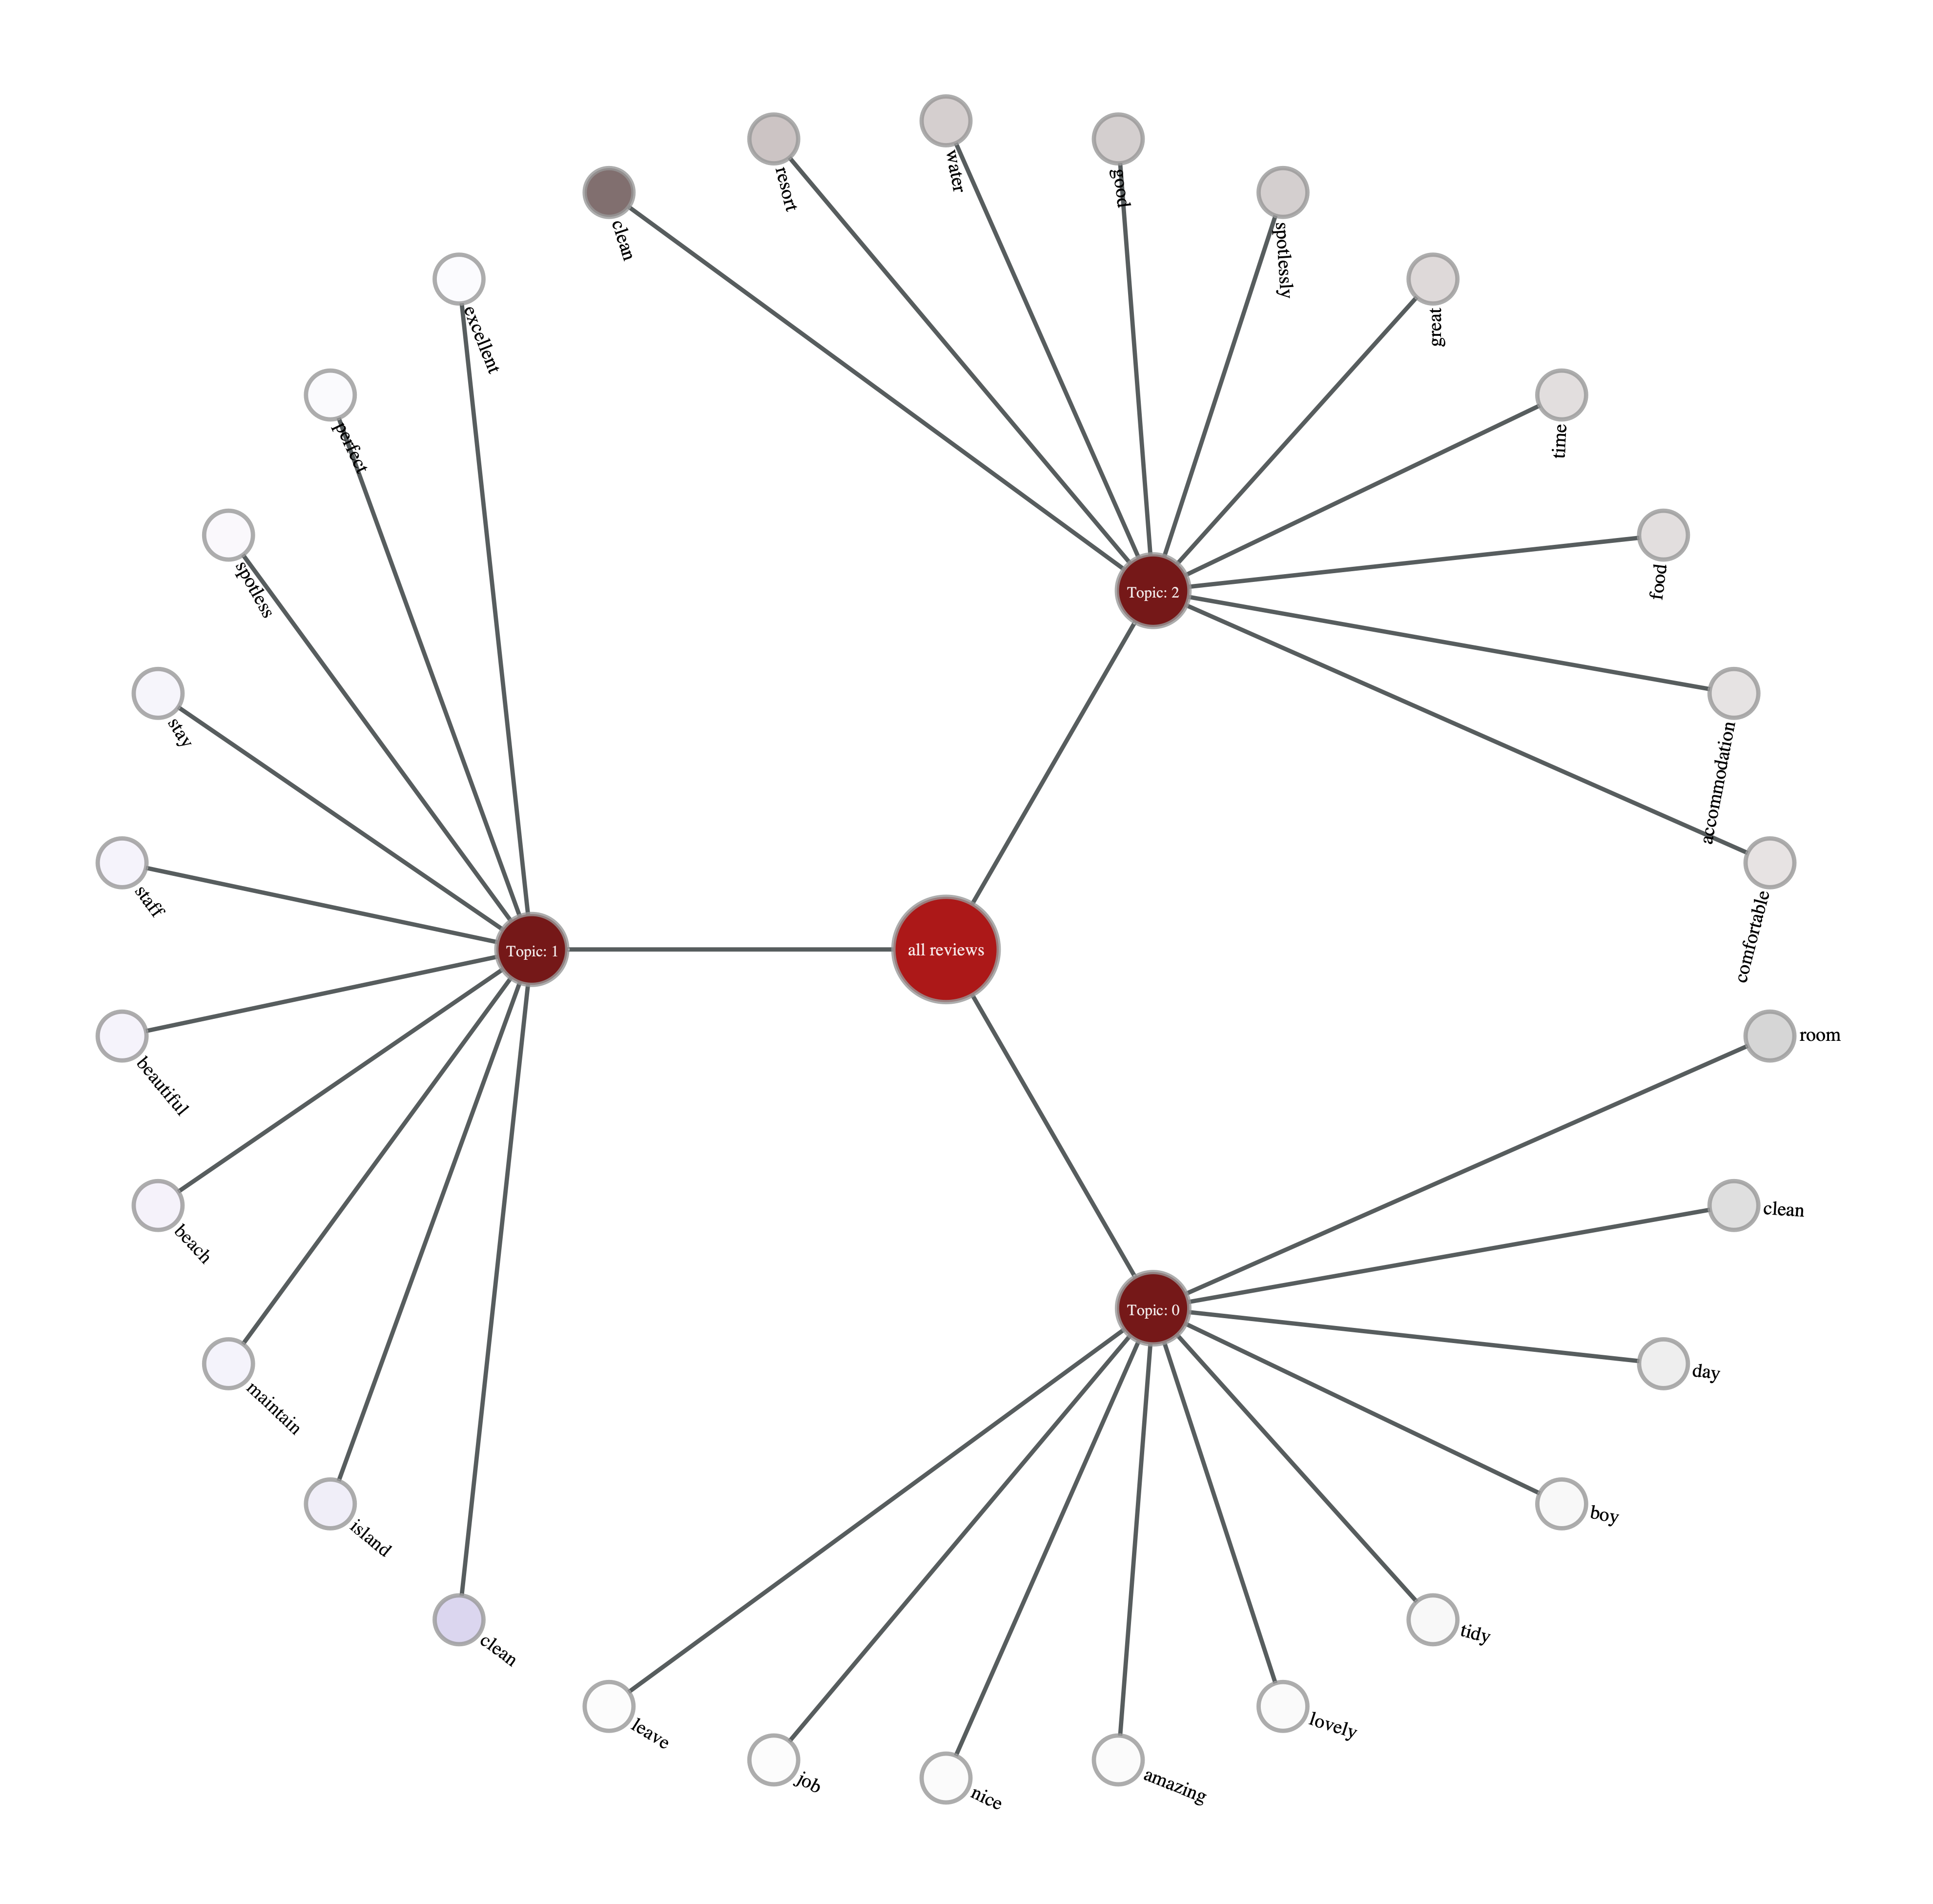 water
resort
good
clean
spotlessly
great
excellent
time
perfect
food
spotless
Topic: 2
stay
accommodation
staff
comfortable
Topic: 1
all reviews
room
beautiful
clean
beach
Topic: 0
day
maintain
boy
island
tidy
clean
lovely
leave
amazing
job
nice